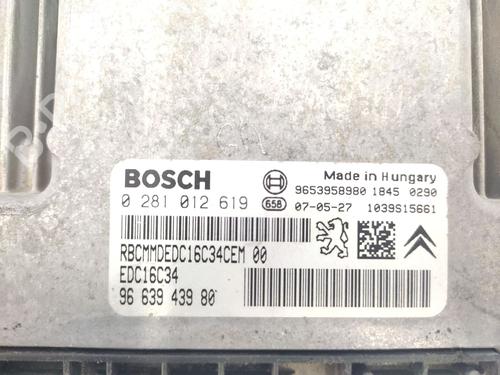 BOSCH
Made in Hungary
9653958980 1845 0290
0 281 012 619
658
07-05-27 1039S15661
RBCMMDEDC16C34CEM 00
EDC16C34
96 639 439 80